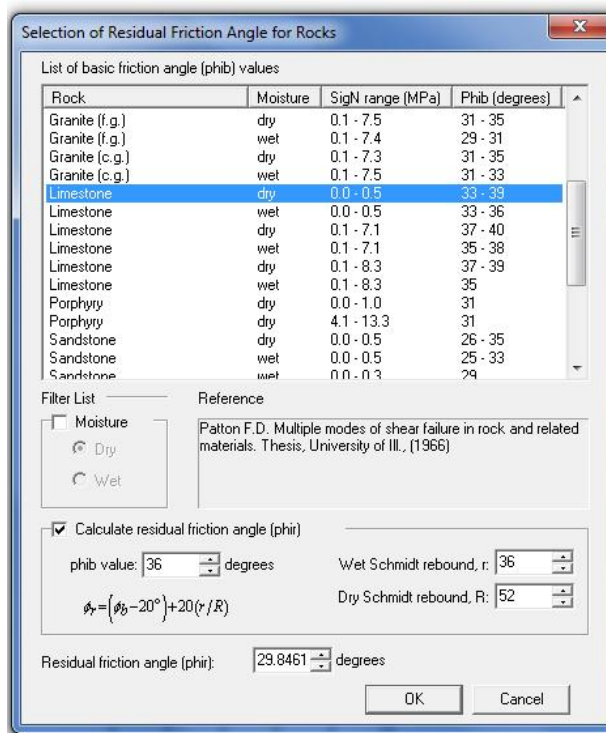 Selection of Residual Friction Angle for Rocks
x
List of basic friction angle (phib) values
Rock Moisture SigN range (MPa) Phib (degrees)
Granite (f.g.) dry 0.1 - 7.5 31 - 35
Granite (f.g.) wet 0.1 - 7.4 29 - 31
Granite (c.g.) dry 0.1 - 7.3 31 - 35
Granite (c.g.) wet 0.1 - 7.5 31 - 33
Limestone dry 0.0 - 0.5 33 - 39
Limestone wet 0.0 - 0.5 33 - 36
Limestone dry 0.1 - 7.1 37 - 40
Limestone wet 0.1 - 7.1 35 - 38
Limestone dry 0.1 - 8.3 37 - 39
Limestone wet 0.1 - 8.3 35
Porphyry dry 0.0 - 1.0 31
Porphyry dry 4.1 - 13.3 31
Sandstone dry 0.0 - 0.5 26 - 35
Sandstone wet 0.0 - 0.5 25 - 33
Sandstone wet 0.0 - 0.3 29
Filter List Reference
Moisture
Dry
Wet
Patton F.D. Multiple modes of shear failure in rock and related
materials. Thesis, University of Ill., (1966)
Calculate residual friction angle (phir)
phib value: 36 degrees Wet Schmidt rebound, r: 36
ϕr=(ϕb−20°)+20(r/R) Dry Schmidt rebound, R: 52
Residual friction angle (phir): 29.8461 degrees
OK Cancel